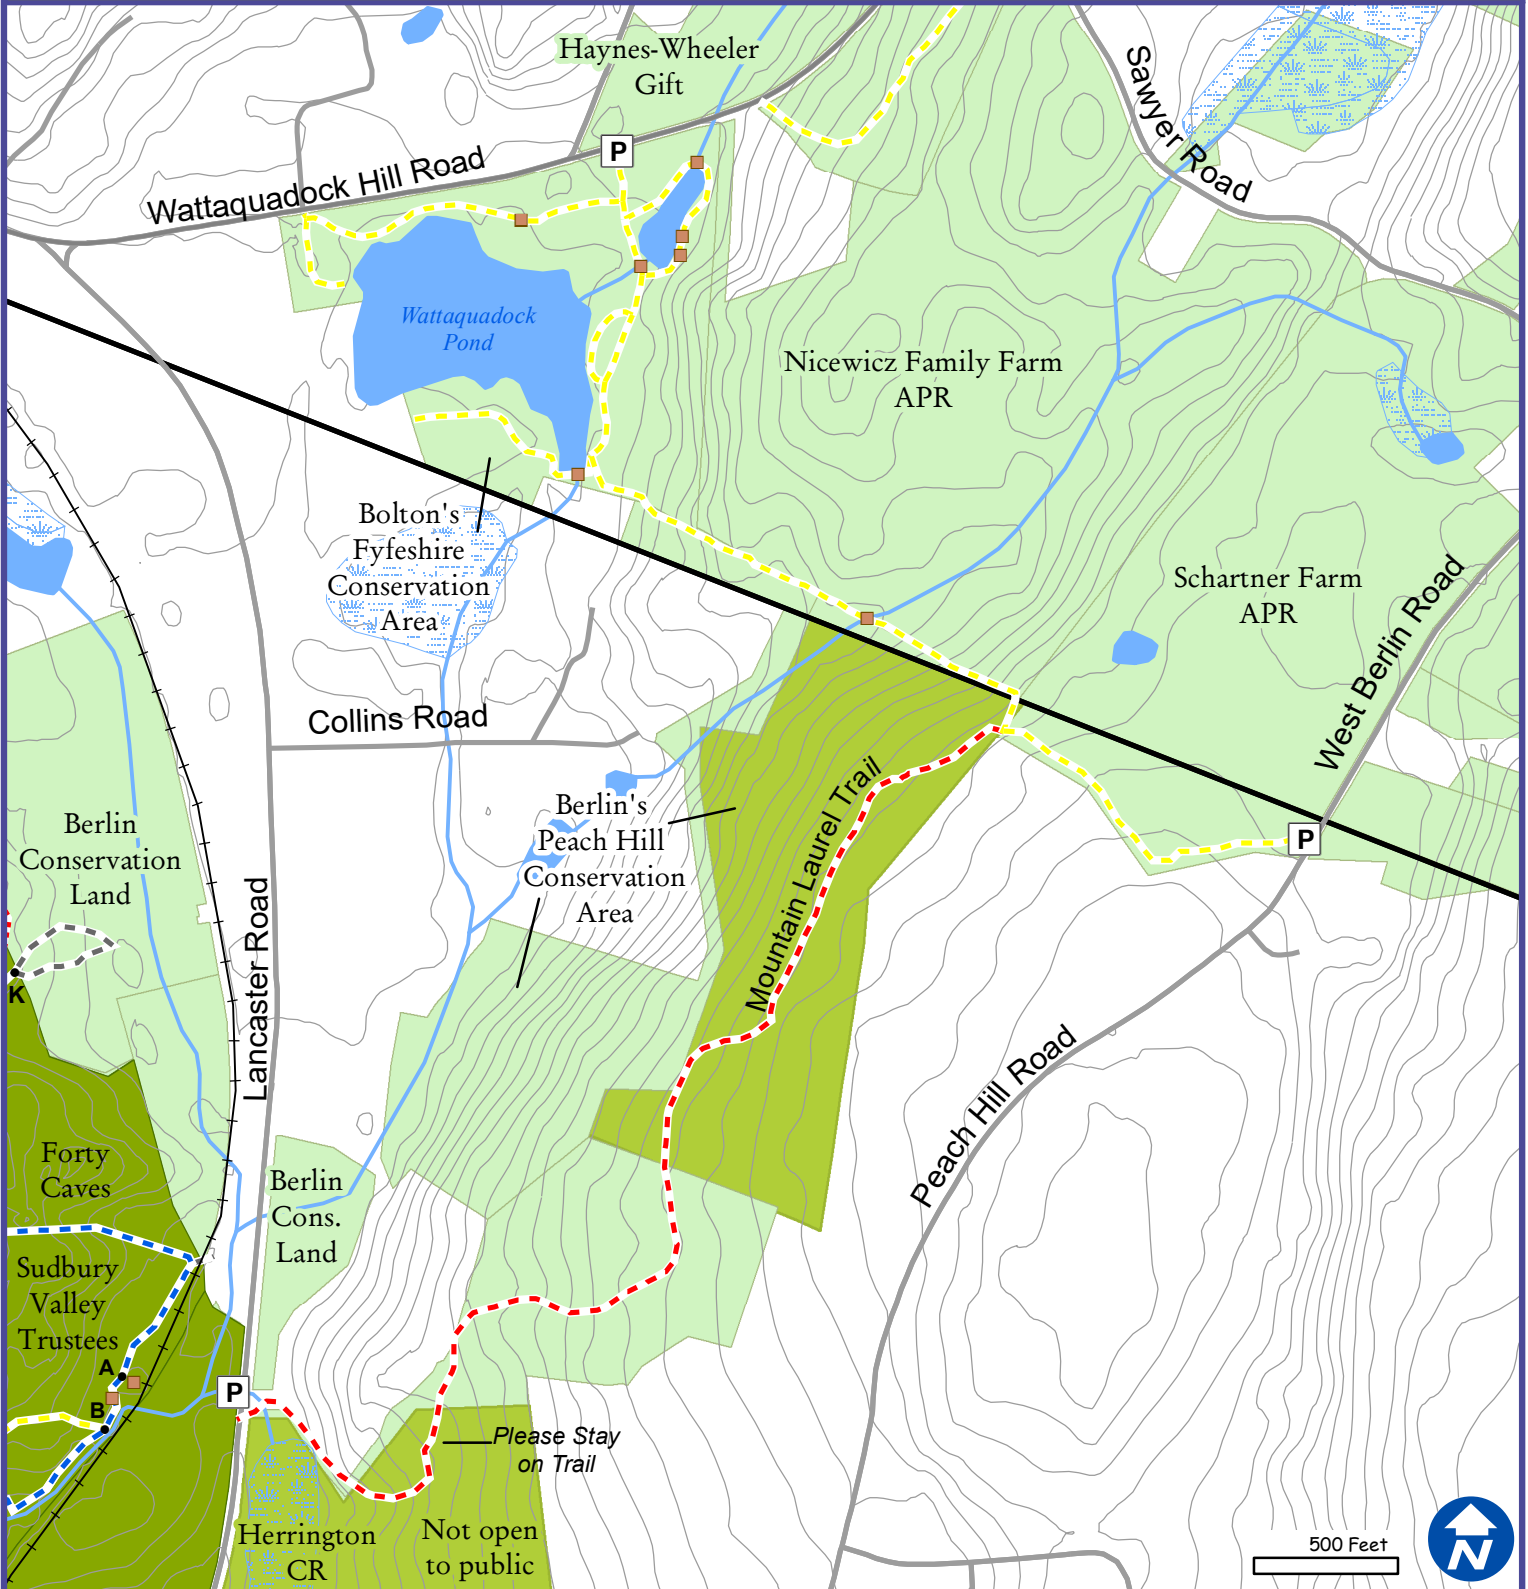 Haynes-Wheeler
Gift
Sawyer Road
P
Wattaquadock Hill Road
Wattaquadock
Pond
Nicewicz Family Farm
APR
Bolton's
Fyfeshire
Conservation
Area
Schartner Farm
APR
West Berlin Road
Collins Road
Mountain Laurel Trail
Berlin's
Peach Hill
Conservation
Area
P
Berlin
Conservation
Land
Lancaster Road
K
Peach Hill Road
Forty
Caves
Berlin
Cons.
Land
Sudbury
Valley
Trustees
A
B
P
Please Stay
on Trail
Herrington
CR
Not open
to public
500 Feet
N